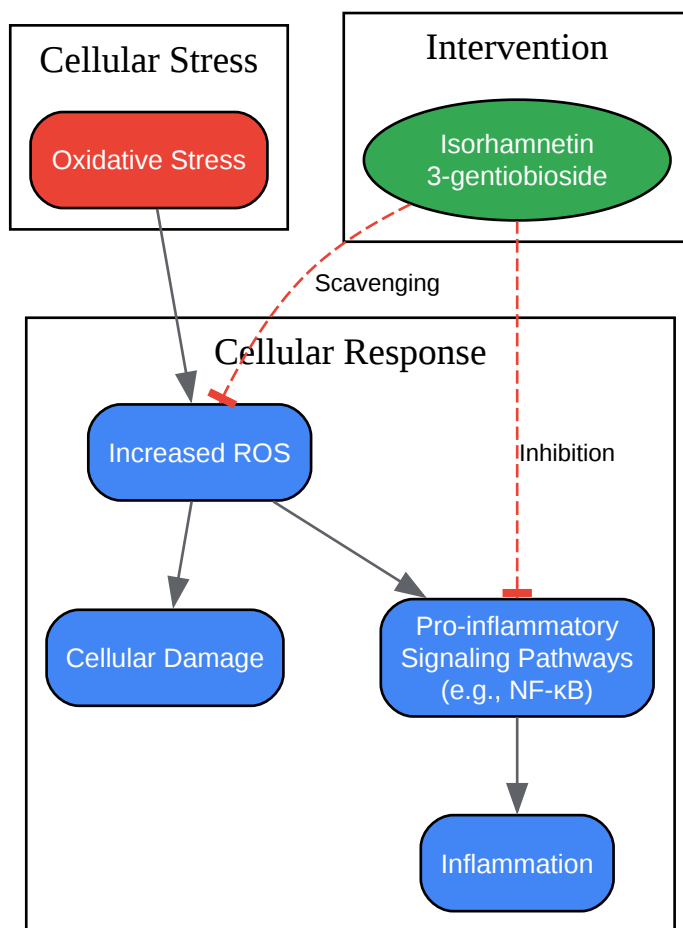 Cellular Stress
Oxidative Stress
Intervention
Isorhamnetin
3-gentiobioside
Scavenging
Cellular Response
Increased ROS
Inhibition
Cellular Damage
Pro-inflammatory
Signaling Pathways
(e.g., NF-κB)
Inflammation